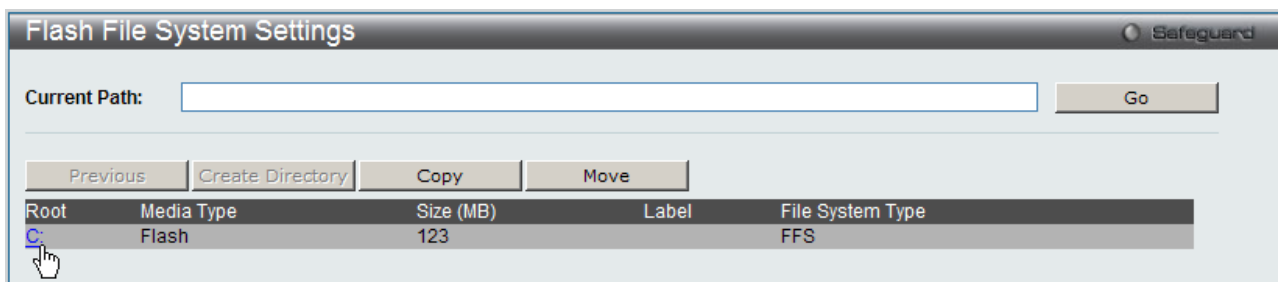 Flash File System Settings Safeguard
Current Path: Go
Previous Create Directory Copy Move
Root Media Type Size (MB) Label File System Type
C: Flash 123 FFS